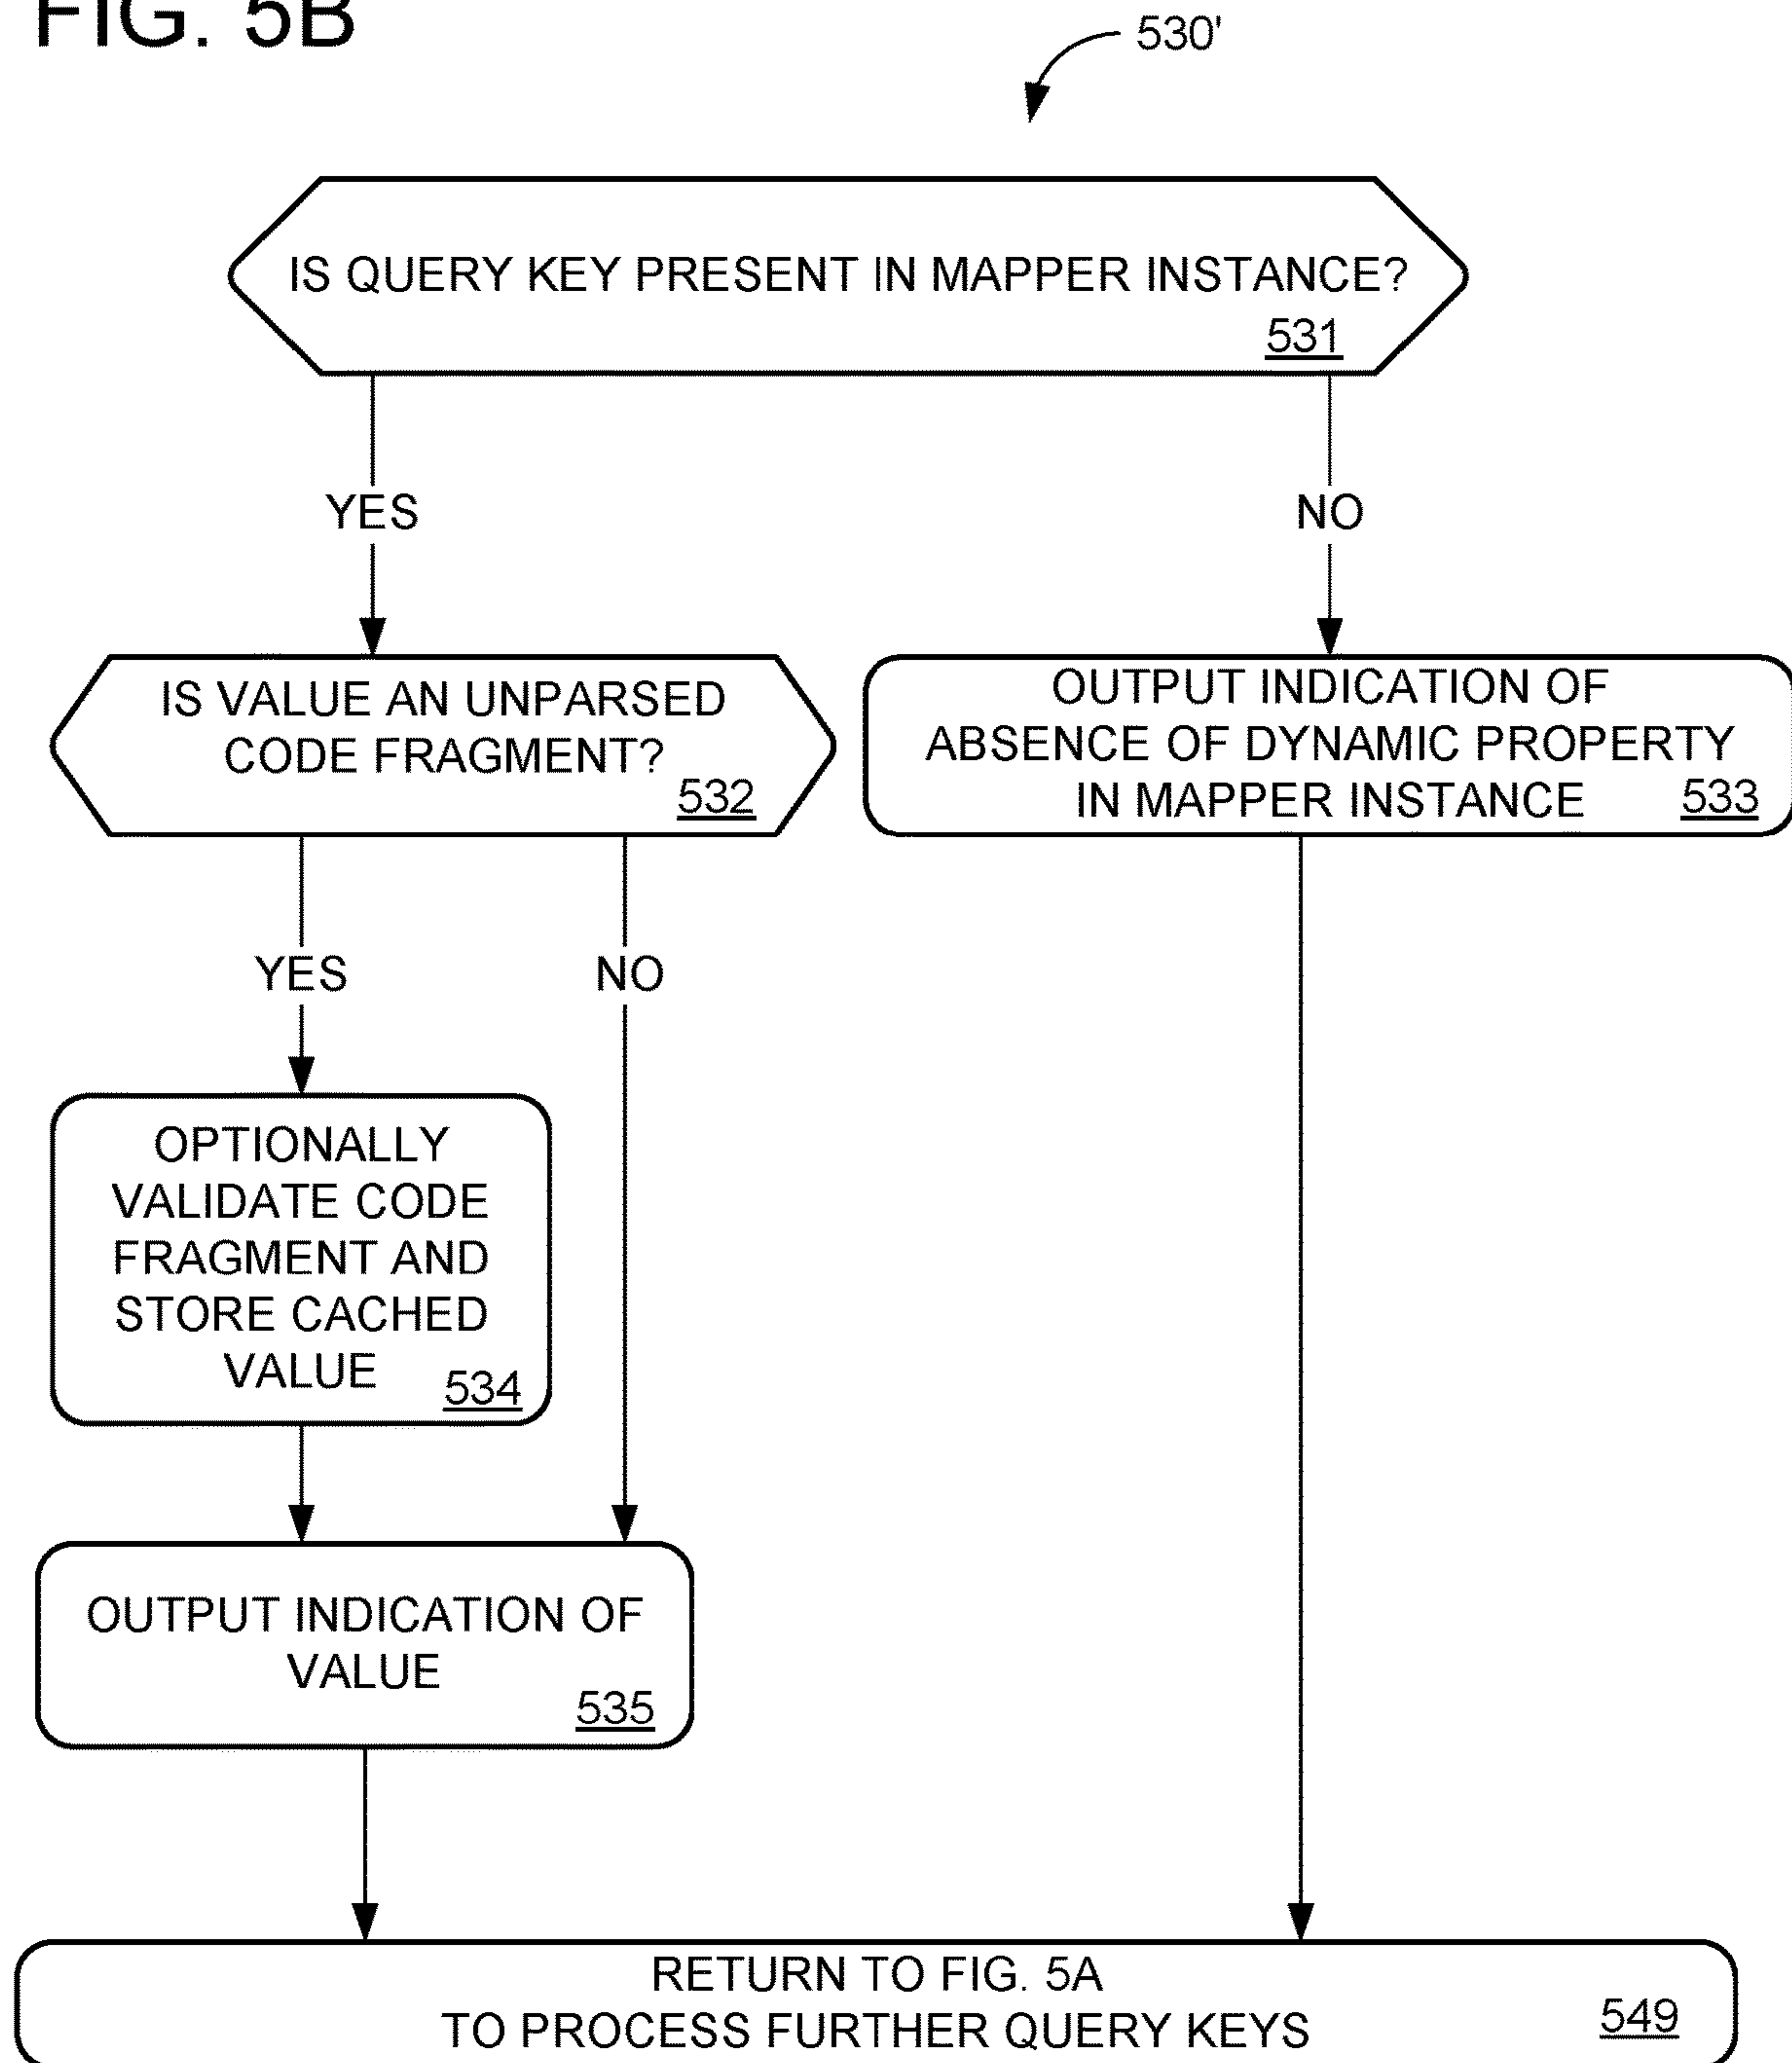 FIG. 5B
530'
IS QUERY KEY PRESENT IN MAPPER INSTANCE?
531
YES
NO
IS VALUE AN UNPARSED
CODE FRAGMENT?
532
OUTPUT INDICATION OF
ABSENCE OF DYNAMIC PROPERTY
IN MAPPER INSTANCE
533
YES
NO
OPTIONALLY
VALIDATE CODE
FRAGMENT AND
STORE CACHED
VALUE
534
OUTPUT INDICATION OF
VALUE
535
RETURN TO FIG. 5A
TO PROCESS FURTHER QUERY KEYS
549